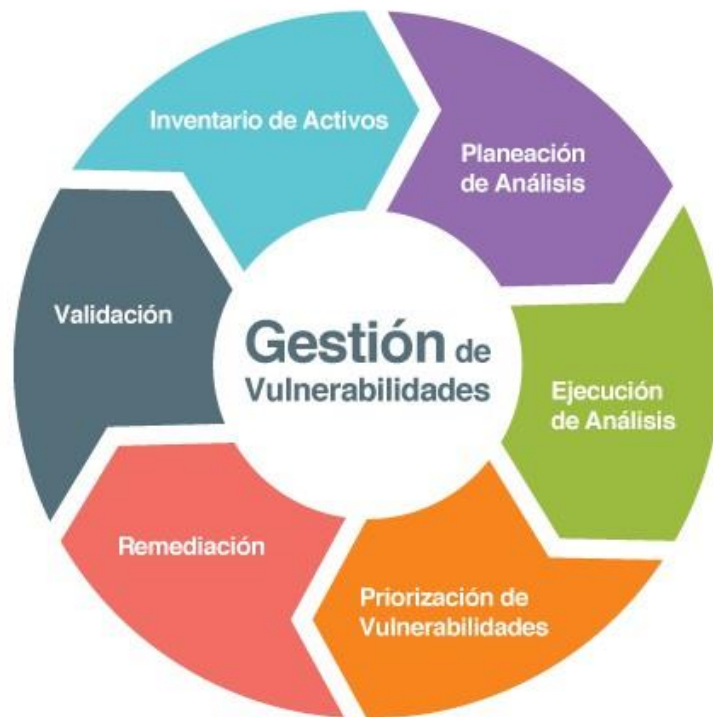 Inventario de Activos
Planeación
de Análisis
Ejecución
de Análisis
Priorización de
Vulnerabilidades
Remediación
Validación
Gestión de
Vulnerabilidades